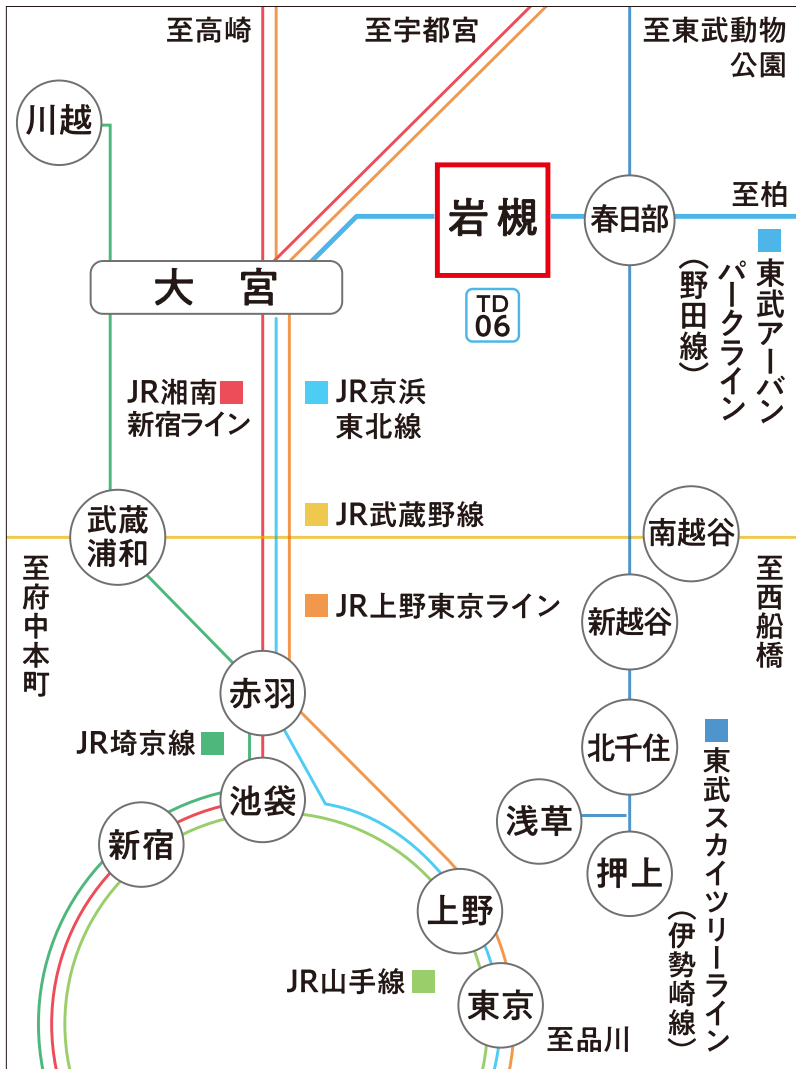 至高崎
至宇都宮
至東武動物
公園
川越
岩槻
春日部
至柏
TD
06
大宮
東武アーバン
パークライン
(野田線)
JR湘南
新宿ライン
JR京浜
東北線
武蔵
浦和
JR武蔵野線
南越谷
至府中本町
至西船橋
JR上野東京ライン
新越谷
赤羽
JR埼京線
北千住
池袋
浅草
新宿
押上
上野
東武スカイツリーライン
(伊勢崎線)
JR山手線
東京
至品川